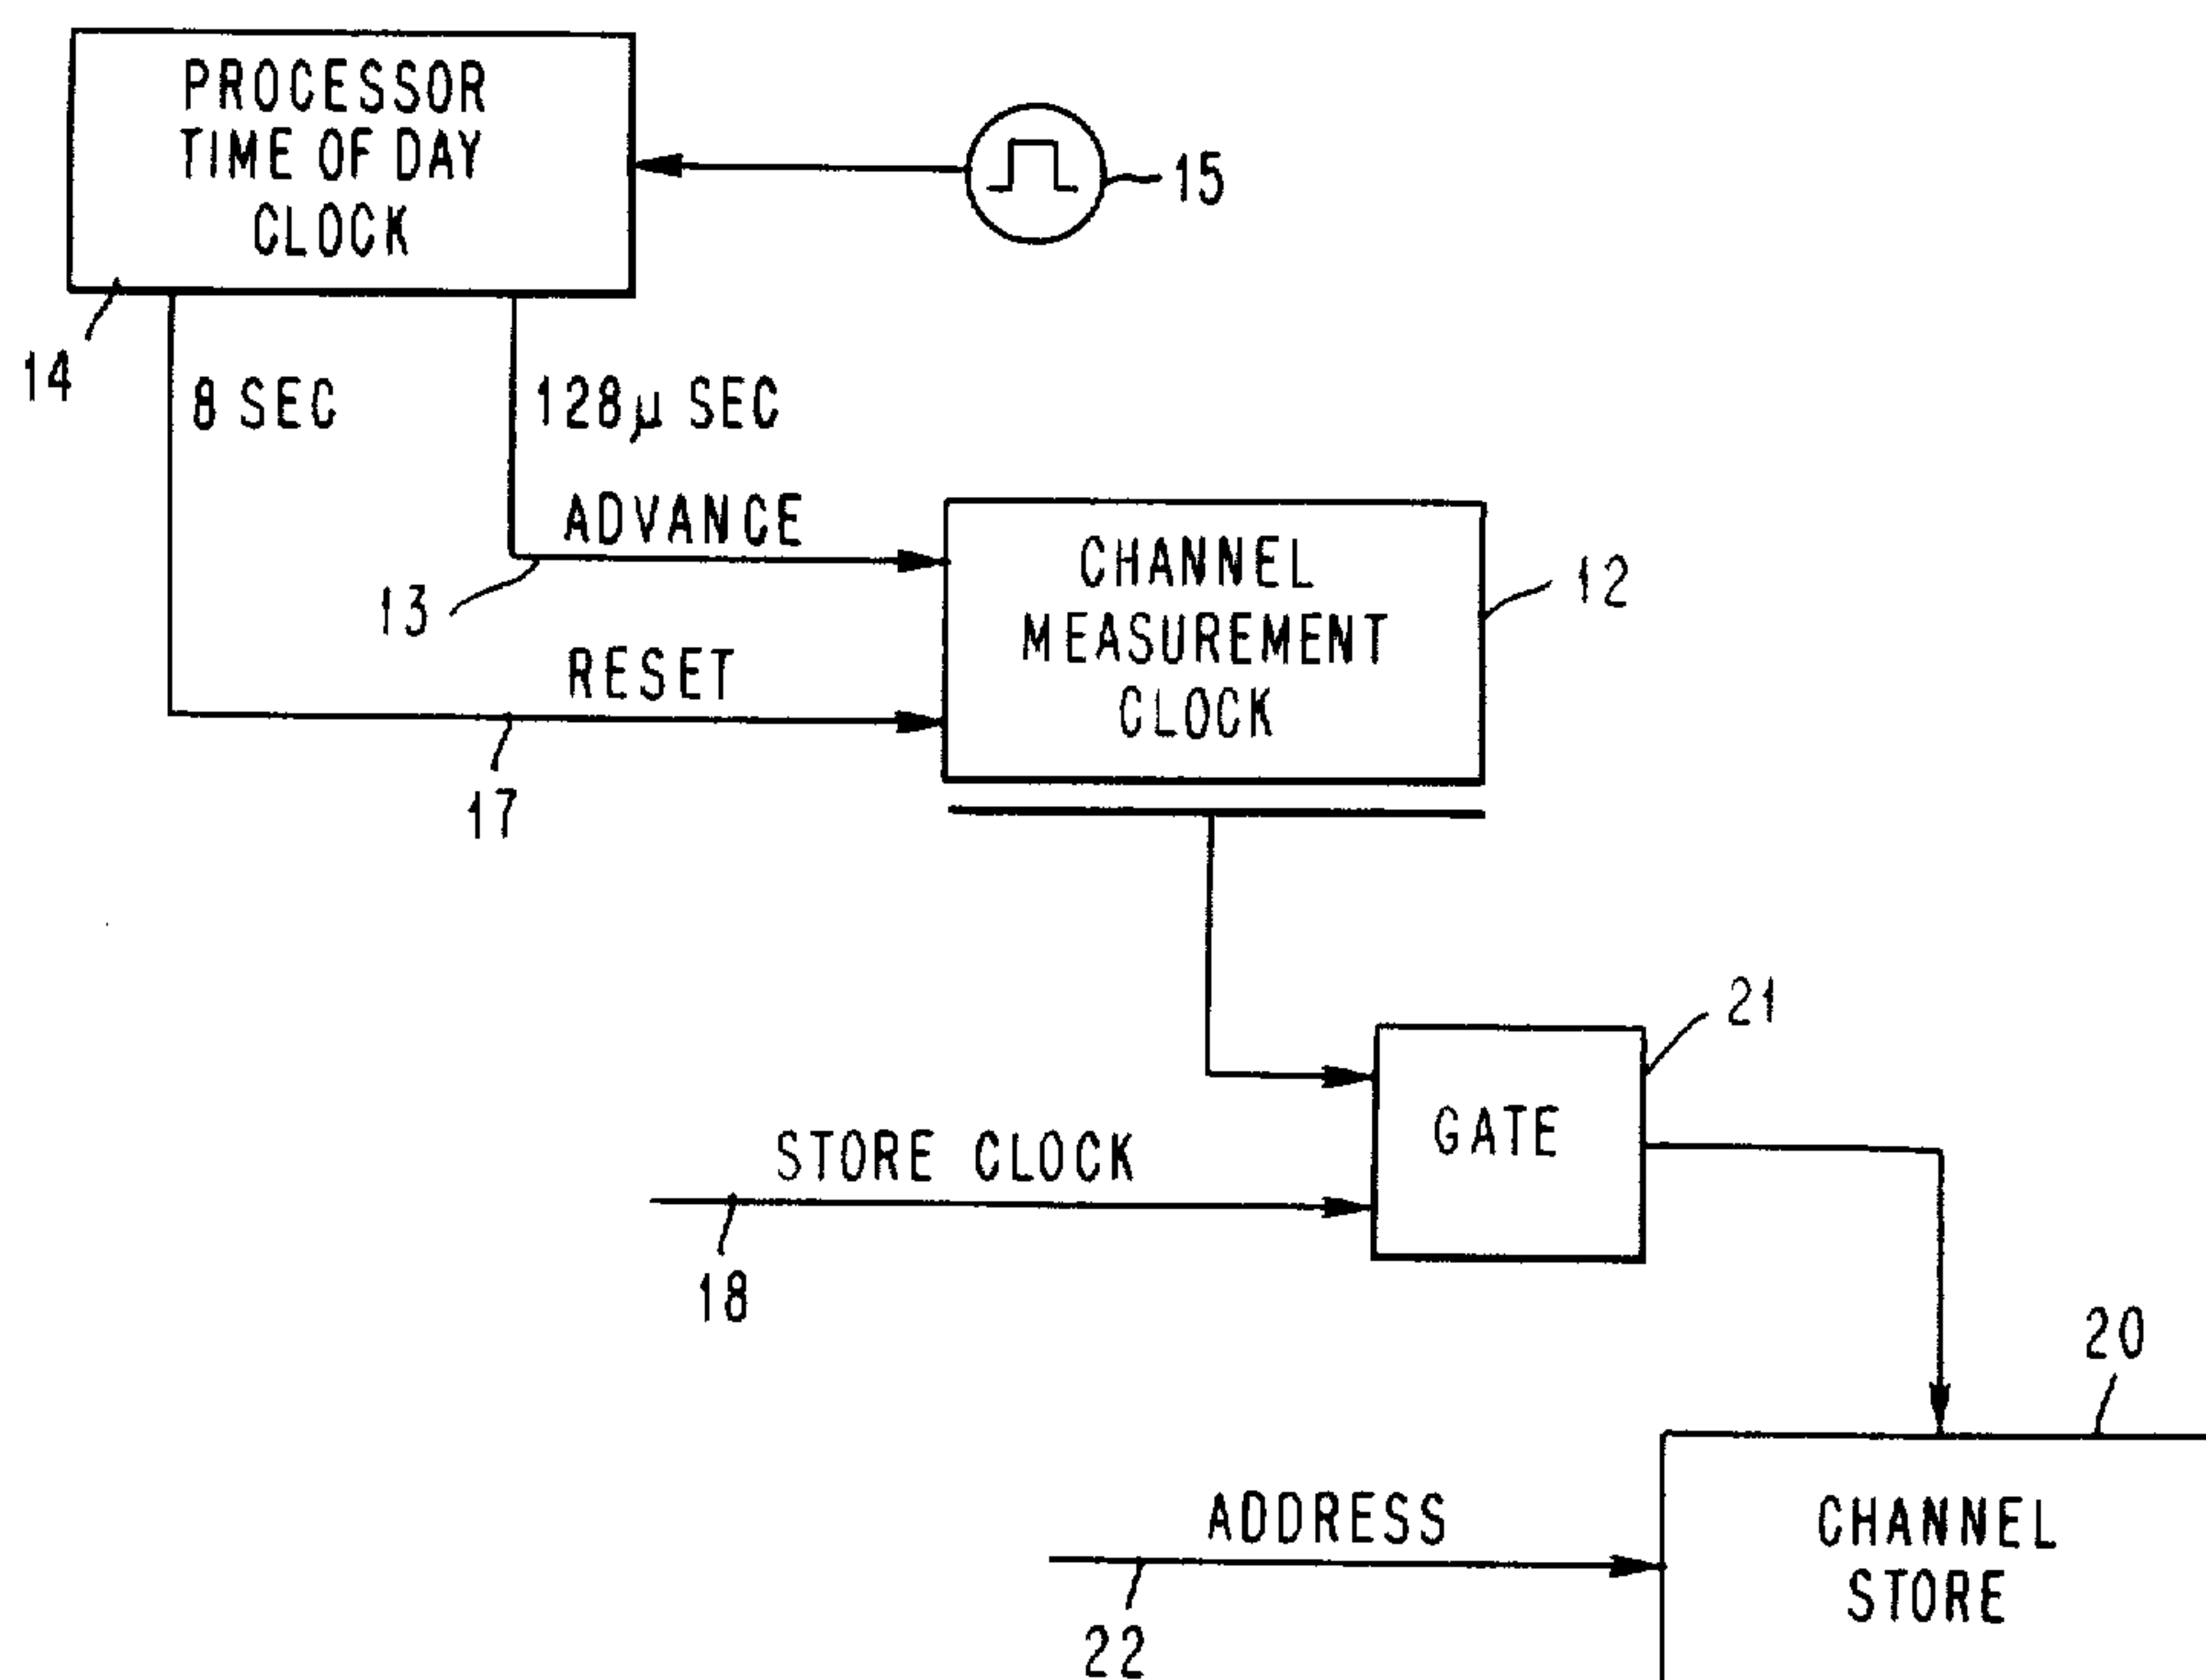 PROCESSOR
TIME OF DAY
CLOCK
15
14
8 SEC
128μ SEC
ADVANCE
13
CHANNEL
MEASUREMENT
CLOCK
12
RESET
17
21
GATE
STORE CLOCK
18
20
ADDRESS
22
CHANNEL
STORE